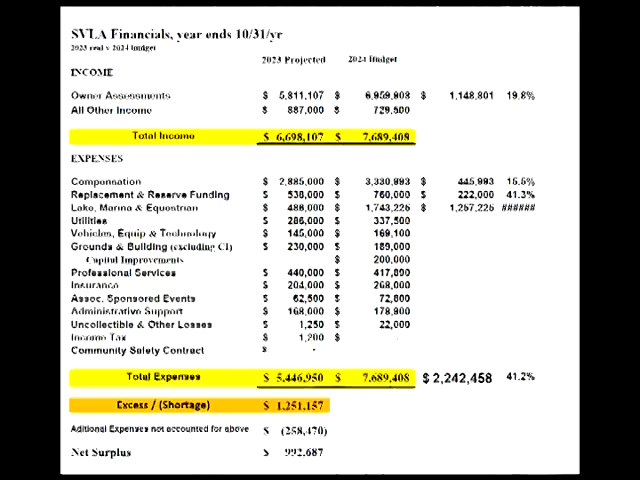 SVLA Financials, year ends 10/31/yr
2023 real v 2024 budget
2023 Projected 2024 Budget
INCOME
Owner Assessments $ 5,811,107 $ 6,959,908 $ 1,148,801 19.8%
All Other Income $ 887,000 $ 729,500
Total Income $ 6,698,107 $ 7,689,408
EXPENSES
Compensation $ 2,885,000 $ 3,330,993 $ 445,993 15.5%
Replacement & Reserve Funding $ 538,000 $ 760,000 $ 222,000 41.3%
Lake, Marina & Equestrian $ 486,000 $ 1,743,225 $ 1,257,225 ######
Utilities $ 286,000 $ 337,500
Vehicles, Equip & Technology $ 145,000 $ 169,100
Grounds & Building (excluding CI) $ 230,000 $ 189,000
Capital Improvements $ 200,000
Professional Services $ 440,000 $ 417,890
Insurance $ 204,000 $ 268,000
Assoc. Sponsored Events $ 62,500 $ 72,800
Administrative Support $ 168,000 $ 178,900
Uncollectible & Other Losses $ 1,250 $ 22,000
Income Tax $ 1,200 $ -
Community Safety Contract $ -
Total Expenses $ 5,446,950 $ 7,689,408 $ 2,242,458 41.2%
Excess / (Shortage) $ 1,251,157
Aditional Expenses not accounted for above $ (258,470)
Net Surplus $ 992,687